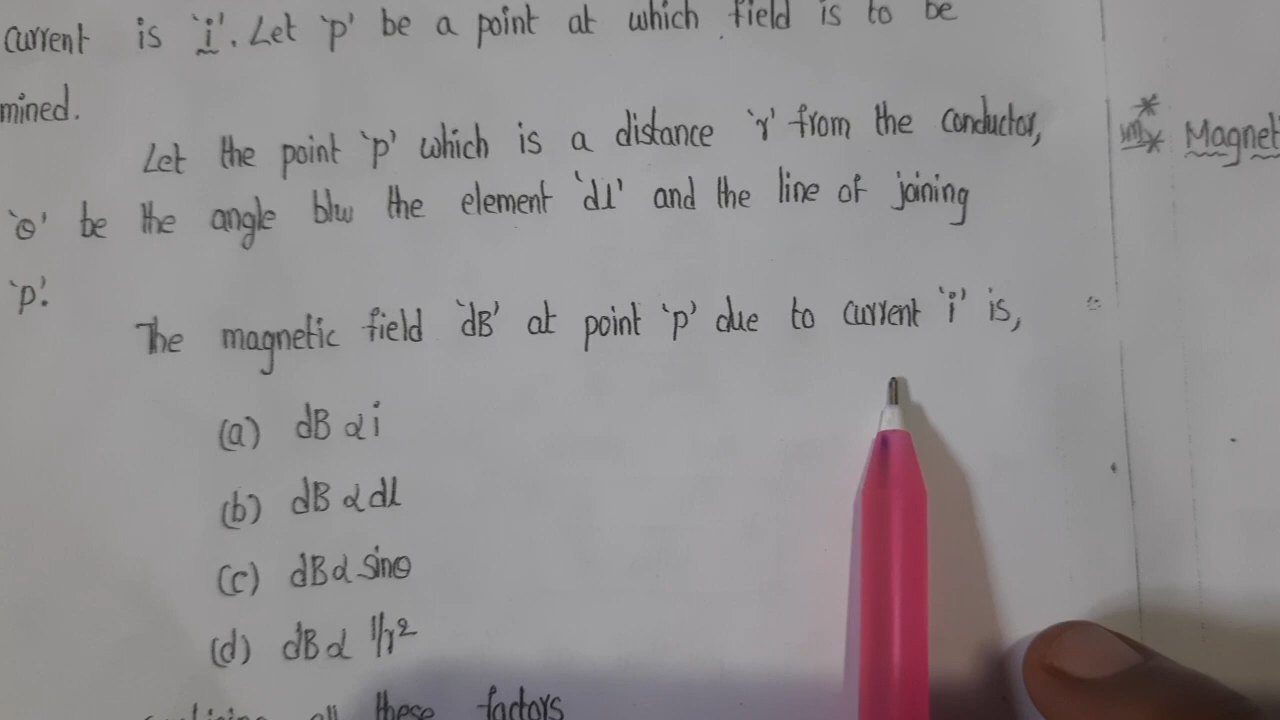 current is 'i'. Let 'p' be a point at which field is to be
mined.
Let the point 'p' which is a distance 'r' from the conductor,
'θ' be the angle b/w the element 'dl' and the line of joining
'p'.
The magnetic field 'dB' at point 'p' due to current 'i' is,
(a) dB α i
(b) dB α dl
(c) dB α sinθ
(d) dB α 1/r²
all these factors
Magneti